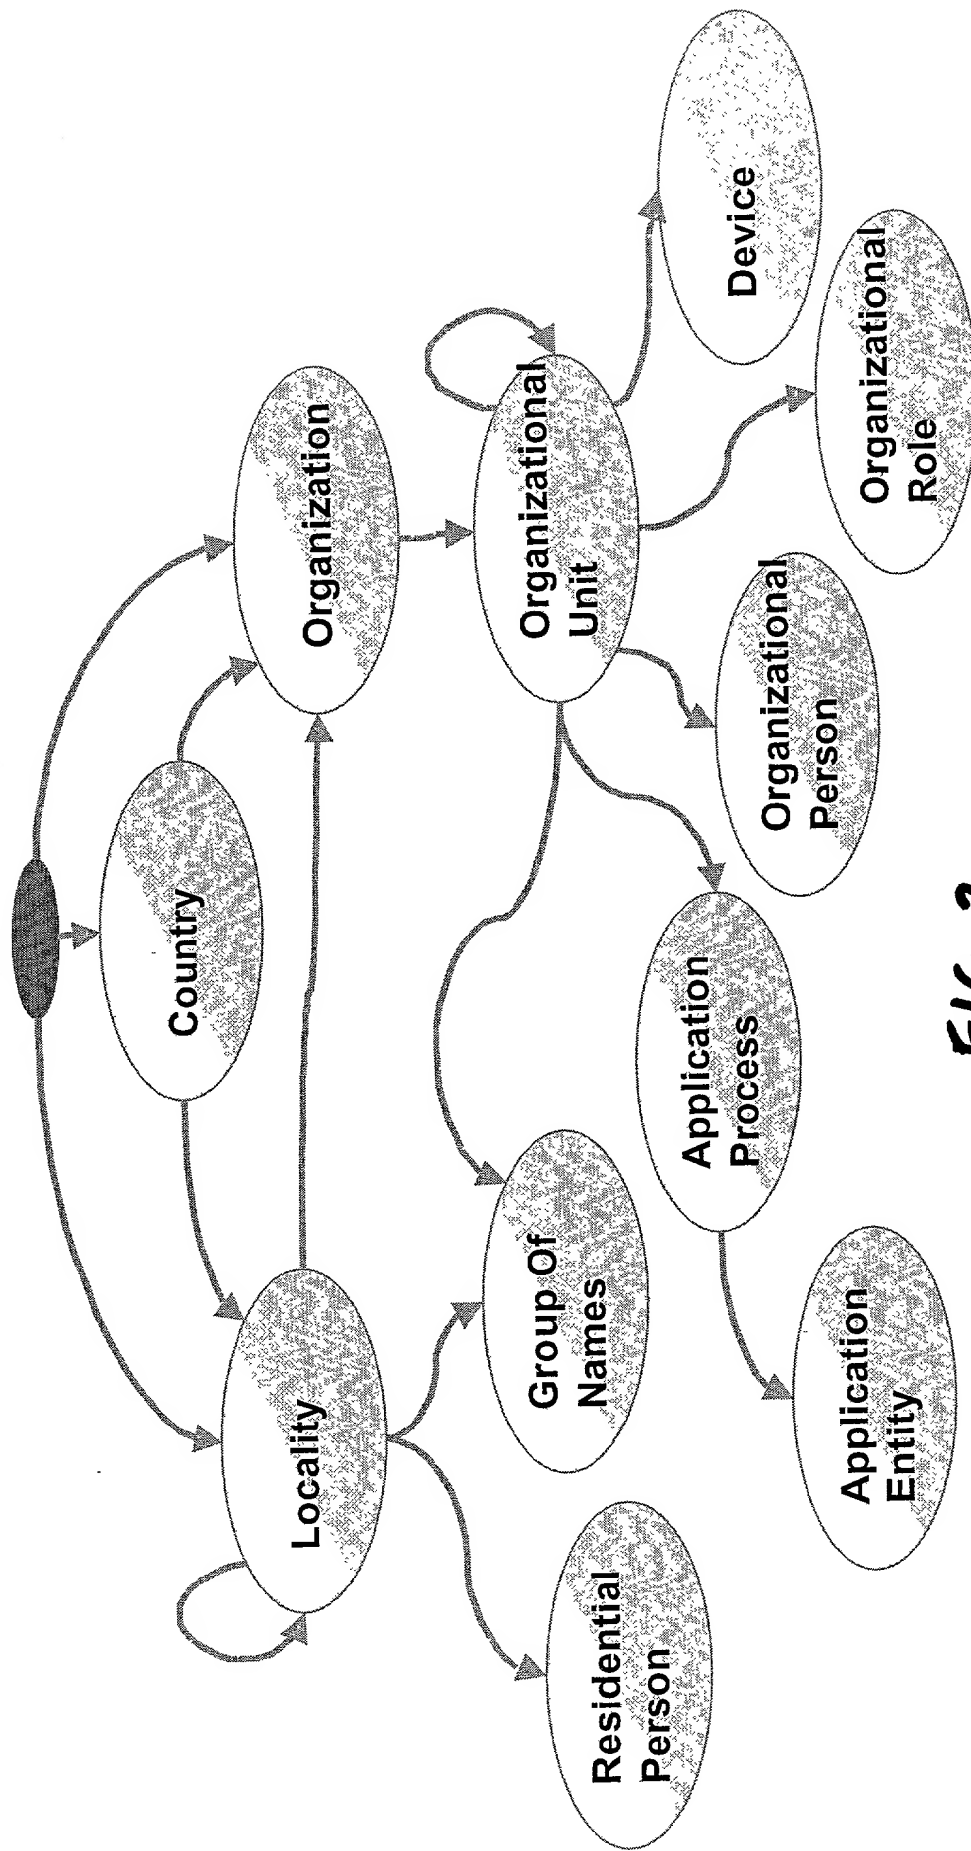 Country
Locality
Organization
Group Of
Names
Organizational
Unit
Residential
Person
Application
Process
Device
Organizational
Person
Application
Entity
Organizational
Role
FIG.